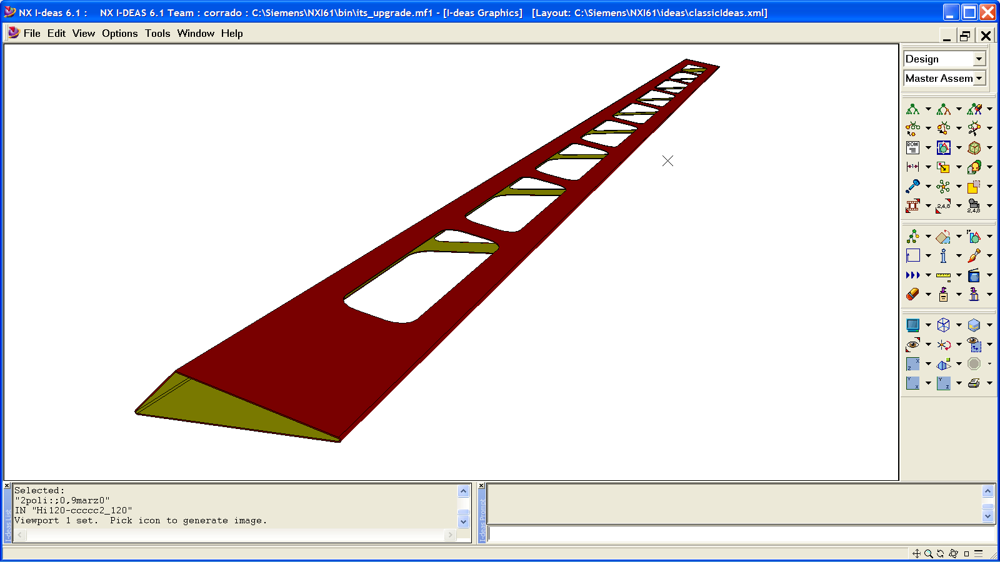 NX I-deas 6.1 :    NX I-DEAS 6.1 Team : corrado : C:\Siemens\NXI61\bin\its_upgrade.mf1 - [I-deas Graphics]   [Layout: C:\Siemens\NXI61\ideas\classicIdeas.xml]
File Edit View Options Tools Window Help
Design
Master Assem
BOM
2,4,8
2,4,8
X
Z
Y
X
Y
Z
Selected:
"2poli:;0,9marz0"
IN "Hi120-ccccc2_120"
Viewport 1 set.  Pick icon to generate image.
I-deas List
I-deas Prompt